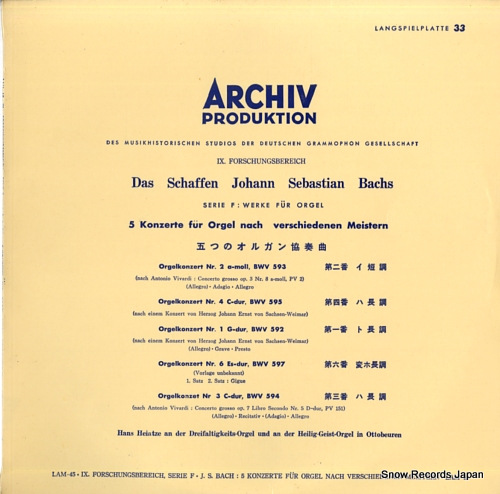 LANGSPIELPLATTE 33
ARCHIV
PRODUKTION
DES MUSIKHISTORISCHEN STUDIOS DER DEUTSCHEN GRAMMOPHON GESELLSCHAFT
IX. FORSCHUNGSBEREICH
Das Schaffen Johann Sebastian Bachs
SERIE F: WERKE FÜR ORGEL
5 Konzerte für Orgel nach verschiedenen Meistern
五つのオルガン協奏曲
Orgelkonzert Nr. 2 a-moll, BWV 593 第二番 イ短調
(nach Antonio Vivaldi: Concerto grosso op. 3 Nr. 8 a-moll, PV 2)
(Allegro) - Adagio - Allegro
Orgelkonzert Nr. 4 C-dur, BWV 595 第四番 ハ長調
(nach einem Konzert von Herzog Johann Ernst von Sachsen-Weimar)
Orgelkonzert Nr. 1 G-dur, BWV 592 第一番 ト長調
(nach einem Konzert von Herzog Johann Ernst von Sachsen-Weimar)
(Allegro) - Grave - Presto
Orgelkonzert Nr. 6 Es-dur, BWV 597 第六番 変ホ長調
(Vorlage unbekannt)
1. Satz 2. Satz: Gigue
Orgelkonzert Nr 3 C-dur, BWV 594 第三番 ハ長調
(nach Antonio Vivaldi: Concerto grosso op. 7 Libro Secondo Nr. 5 D-dur, PV 151)
(Allegro) - Recitativ - (Adagio) - Allegro
Hans Heintze an der Dreifaltigkeits-Orgel und an der Heilig-Geist-Orgel in Ottobeuren
LAM-45 · IX. FORSCHUNGSBEREICH, SERIE F · J. S. BACH: 5 KONZERTE FÜR ORGEL NACH
Snow Records Japan
www.snowrecords.jp